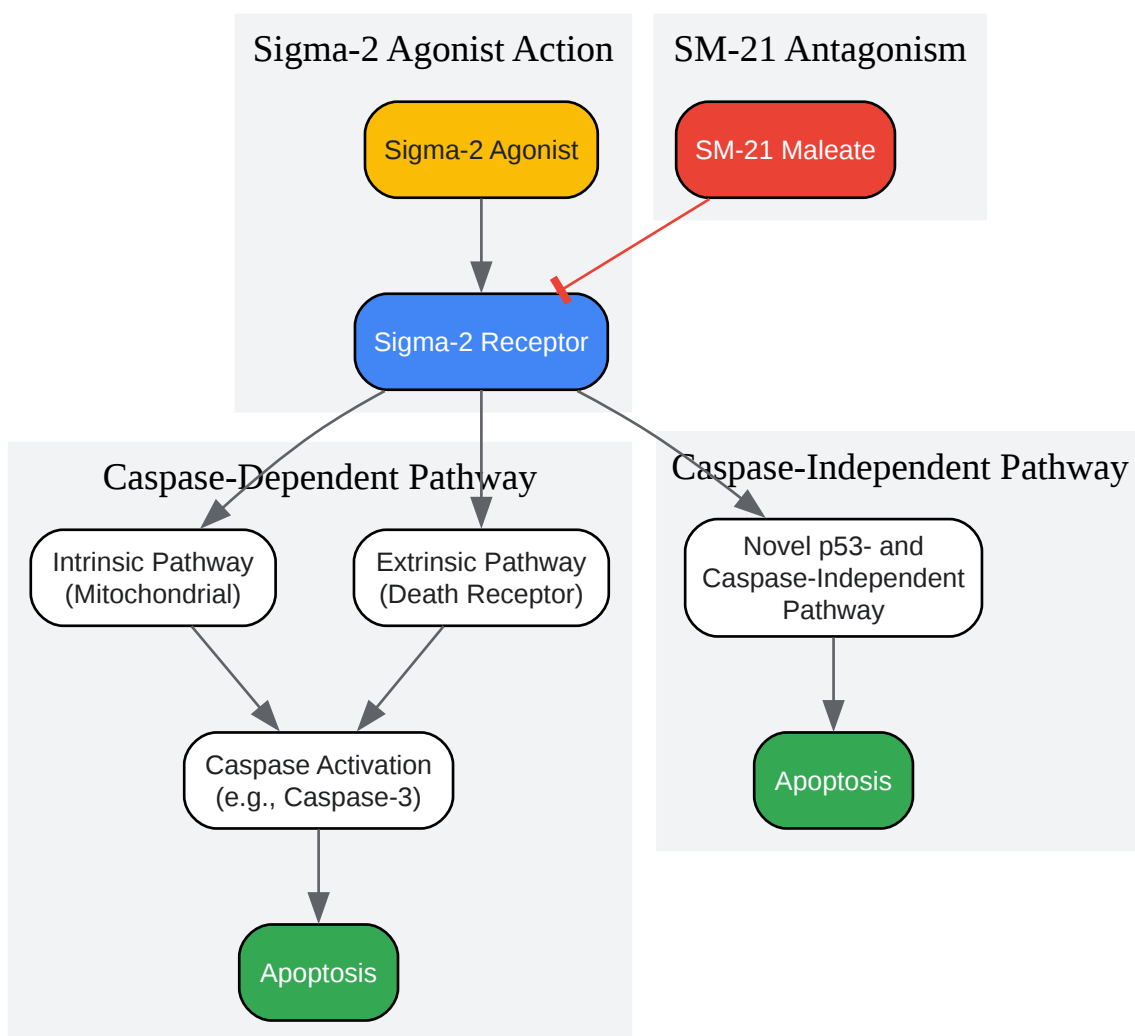 Sigma-2 Agonist Action
SM-21 Antagonism
Sigma-2 Agonist
SM-21 Maleate
Sigma-2 Receptor
Caspase-Dependent Pathway
Caspase-Independent Pathway
Intrinsic Pathway
(Mitochondrial)
Extrinsic Pathway
(Death Receptor)
Novel p53- and
Caspase-Independent
Pathway
Caspase Activation
(e.g., Caspase-3)
Apoptosis
Apoptosis